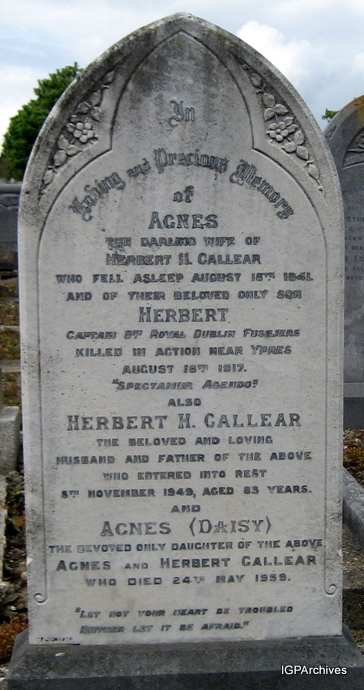 In
Loving and Precious Memory
of
AGNES
THE DARLING WIFE OF
HERBERT H. CALLEAR
WHO FELL ASLEEP AUGUST 18TH 1941.
AND OF THEIR BELOVED ONLY SON
HERBERT
CAPTAIN 8TH ROYAL DUBLIN FUSILIERS
KILLED IN ACTION NEAR YPRES
AUGUST 18TH 1917.
"SPECTAMUR AGENDO."
ALSO
HERBERT H. CALLEAR
THE BELOVED AND LOVING
HUSBAND AND FATHER OF THE ABOVE
WHO ENTERED INTO REST
5TH NOVEMBER 1949, AGED 83 YEARS.
AND
AGNES (DAISY)
THE DEVOTED ONLY DAUGHTER OF THE ABOVE
AGNES AND HERBERT CALLEAR
WHO DIED 24TH MAY 1959.
"LET NOT YOUR HEART BE TROUBLED
NEITHER LET IT BE AFRAID."
IGPArchives